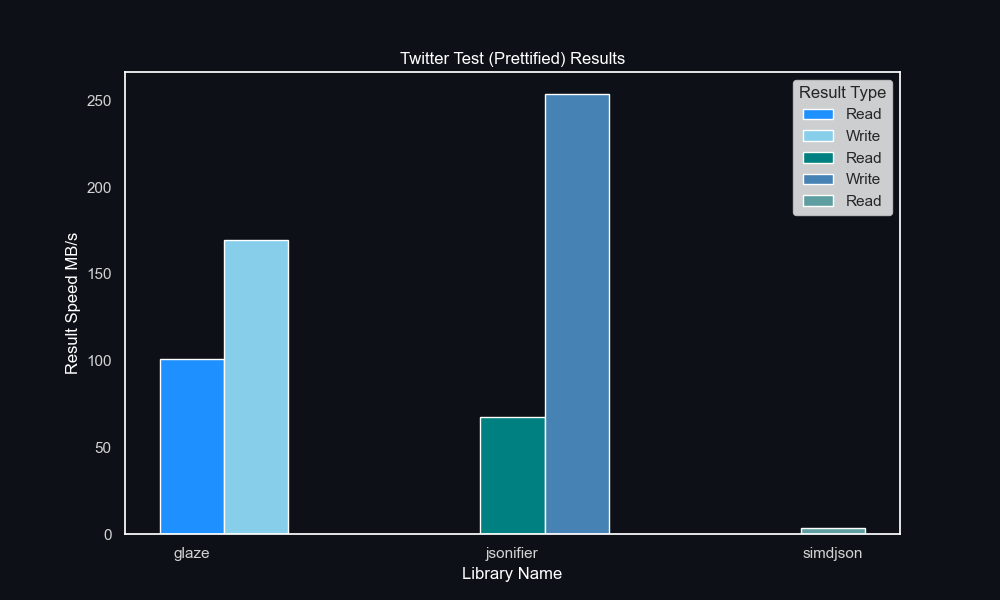 Twitter Test (Prettified) Results
Result Type
Read
Write
Read
Write
Read
Result Speed MB/s
250
200
150
100
50
0
glaze
jsonifier
simdjson
Library Name